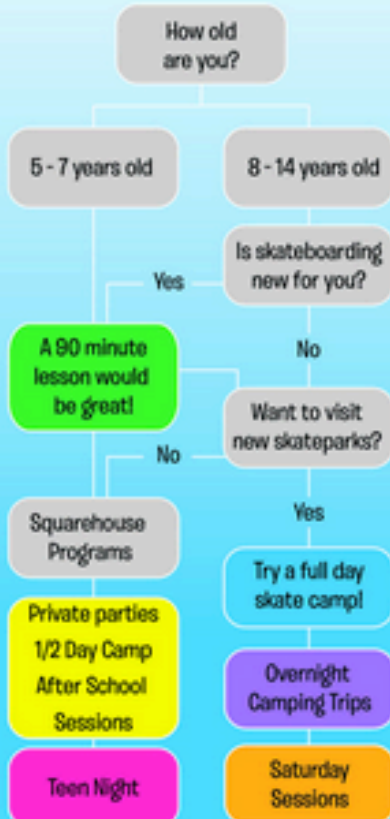 How old
are you?
5 - 7 years old
8 - 14 years old
Is skateboarding
new for you?
Yes
No
A 90 minute
lesson would
be great!
Want to visit
new skateparks?
No
Yes
Squarehouse
Programs
Try a full day
skate camp!
Private parties
1/2 Day Camp
After School
Sessions
Overnight
Camping Trips
Teen Night
Saturday
Sessions